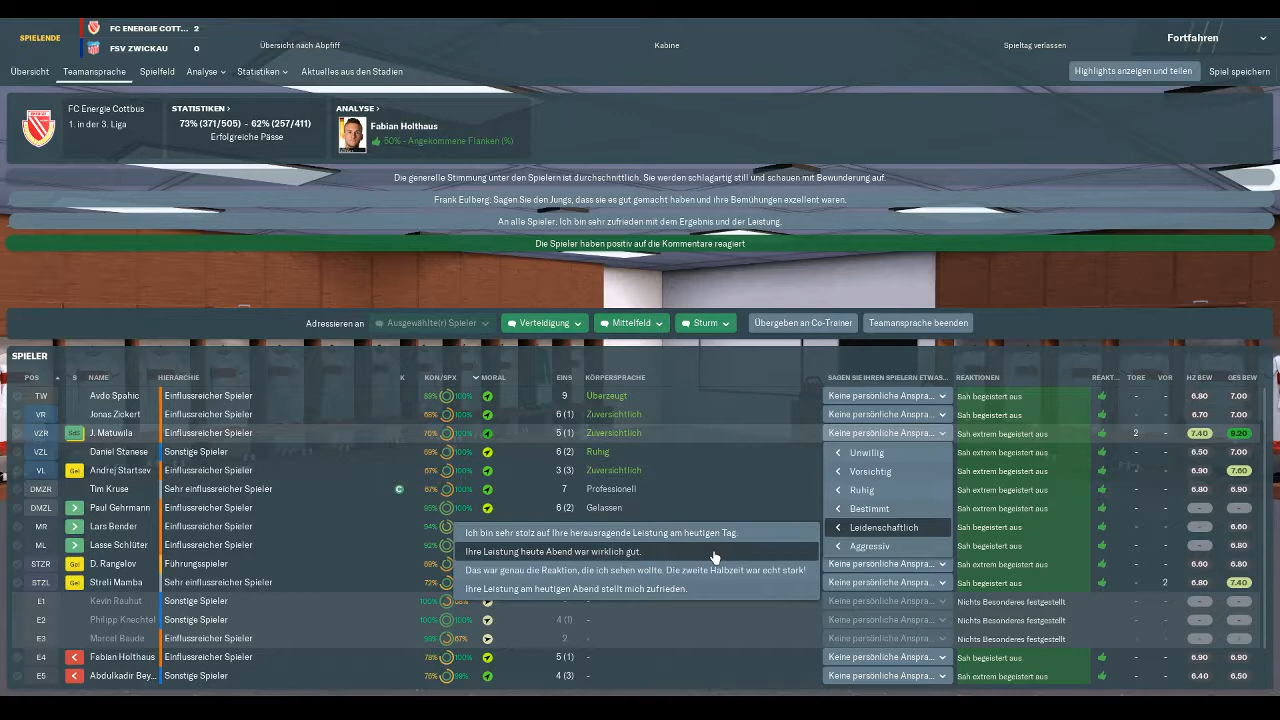 SPIELENDE
FC ENERGIE COTT... 2
FSV ZWICKAU 0
Übersicht nach Abpfiff
Kabine
Spieltag verlassen
Fortfahren
Übersicht Teamansprache Spielfeld Analyse Statistiken Aktuelles aus den Stadien
Highlights anzeigen und teilen Spiel speichern
FC Energie Cottbus
1. in der 3. Liga
STATISTIKEN
73% (371/505) - 62% (257/411)
Erfolgreiche Pässe
ANALYSE
Fabian Holthaus
50% - Angekommene Flanken (%)
Die generelle Stimmung unter den Spielern ist durchschnittlich. Sie werden schlagartig still und schauen mit Bewunderung auf.
Frank Eulberg: Sagen Sie den Jungs, dass sie es gut gemacht haben und ihre Bemühungen exzellent waren.
An alle Spieler: Ich bin sehr zufrieden mit dem Ergebnis und der Leistung.
Die Spieler haben positiv auf die Kommentare reagiert
Adressieren an Ausgewählte(r) Spieler Verteidigung Mittelfeld Sturm Übergeben an Co-Trainer Teamansprache beenden
SPIELER
POS S NAME HIERARCHIE K KON/SPX MORAL EINS KÖRPERSPRACHE SAGEN SIE IHREN SPIELERN ETWAS... REAKTIONEN REAKT... TORE VOR HZ BEW GES BEW
TW Avdo Spahic Einflussreicher Spieler 89% 100% 9 Überzeugt Keine persönliche Anspra... Sah begeistert aus - - 6.80 7.00
VR Jonas Zickert Einflussreicher Spieler 68% 100% 6 (1) Zuversichtlich Keine persönliche Anspra... Sah begeistert aus - - 6.70 7.00
VZR SdS J. Matuwila Einflussreicher Spieler 70% 100% 5 (1) Zuversichtlich Keine persönliche Anspra... Sah extrem begeistert aus 2 - 7.40 9.20
VZL Daniel Stanese Sonstige Spieler 69% 100% 6 (2) Ruhig Unwillig Sah extrem begeistert aus - - 6.50 7.00
VL Gel Andrej Startsev Einflussreicher Spieler 67% 100% 3 (3) Zuversichtlich Vorsichtig Sah extrem begeistert aus - - 6.80 7.60
DMZR Tim Kruse Sehr einflussreicher Spieler C 67% 100% 7 Professionell Ruhig Sah extrem begeistert aus - - 6.80 6.90
DMZL Paul Gehrmann Einflussreicher Spieler 95% 100% 6 (2) Gelassen Bestimmt Sah extrem begeistert aus - - - 7.00
MR Lars Bender Einflussreicher Spieler 94% Leidenschaftlich Sah extrem begeistert aus - - - 6.80
ML Lasse Schlüter Einflussreicher Spieler 92% Aggressiv Sah extrem begeistert aus - - - 6.80
STZR Gel D. Rangelov Führungsspieler 69% Keine persönliche Anspra... Sah begeistert aus - - 6.60 7.00
STZL Streli Mamba Sehr einflussreicher Spieler 72% Keine persönliche Anspra... Sah extrem begeistert aus - 2 6.80 7.40
Ich bin sehr stolz auf Ihre herausragende Leistung am heutigen Tag.
Ihre Leistung heute Abend war wirklich gut.
Das war genau die Reaktion, die ich sehen wollte. Die zweite Halbzeit war echt stark!
Ihre Leistung am heutigen Abend stellt mich zufrieden.
E1 Kevin Rauhut Sonstige Spieler 100% - Keine persönliche Anspra... Nichts Besonderes festgestellt - - - -
E2 Philipp Knechtel Sonstige Spieler 100% 100% 4 (1) - Keine persönliche Anspra... Nichts Besonderes festgestellt - - - -
E3 Marcel Baude Einflussreicher Spieler 98% 67% 2 - Keine persönliche Anspra... Nichts Besonderes festgestellt - - - -
E4 Fabian Holthaus Einflussreicher Spieler 78% 100% 5 (1) - Keine persönliche Anspra... Sah begeistert aus - - 6.90 6.90
E5 Abdulkadir Bey... Sonstige Spieler 76% 99% 4 (3) - Keine persönliche Anspra... Sah extrem begeistert aus - - 6.40 6.50